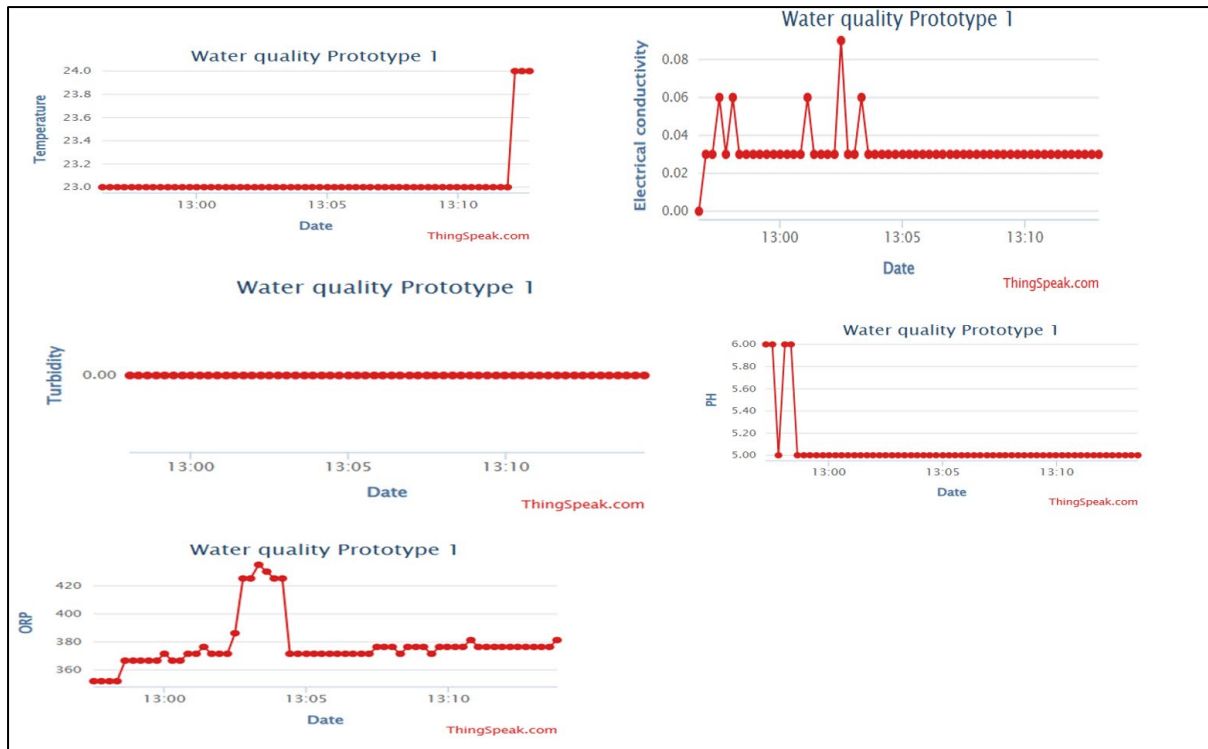 Water quality Prototype 1
Temperature
24.0
23.8
23.6
23.4
23.2
23.0
13:00 13:05 13:10
Date
ThingSpeak.com
Water quality Prototype 1
Electrical conductivity
0.08
0.06
0.04
0.02
0.00
13:00 13:05 13:10
Date
ThingSpeak.com
Water quality Prototype 1
Turbidity
0.00
13:00 13:05 13:10
Date
ThingSpeak.com
Water quality Prototype 1
PH
6.00
5.80
5.60
5.40
5.20
5.00
13:00 13:05 13:10
Date
ThingSpeak.com
Water quality Prototype 1
ORP
420
400
380
360
13:00 13:05 13:10
Date
ThingSpeak.com